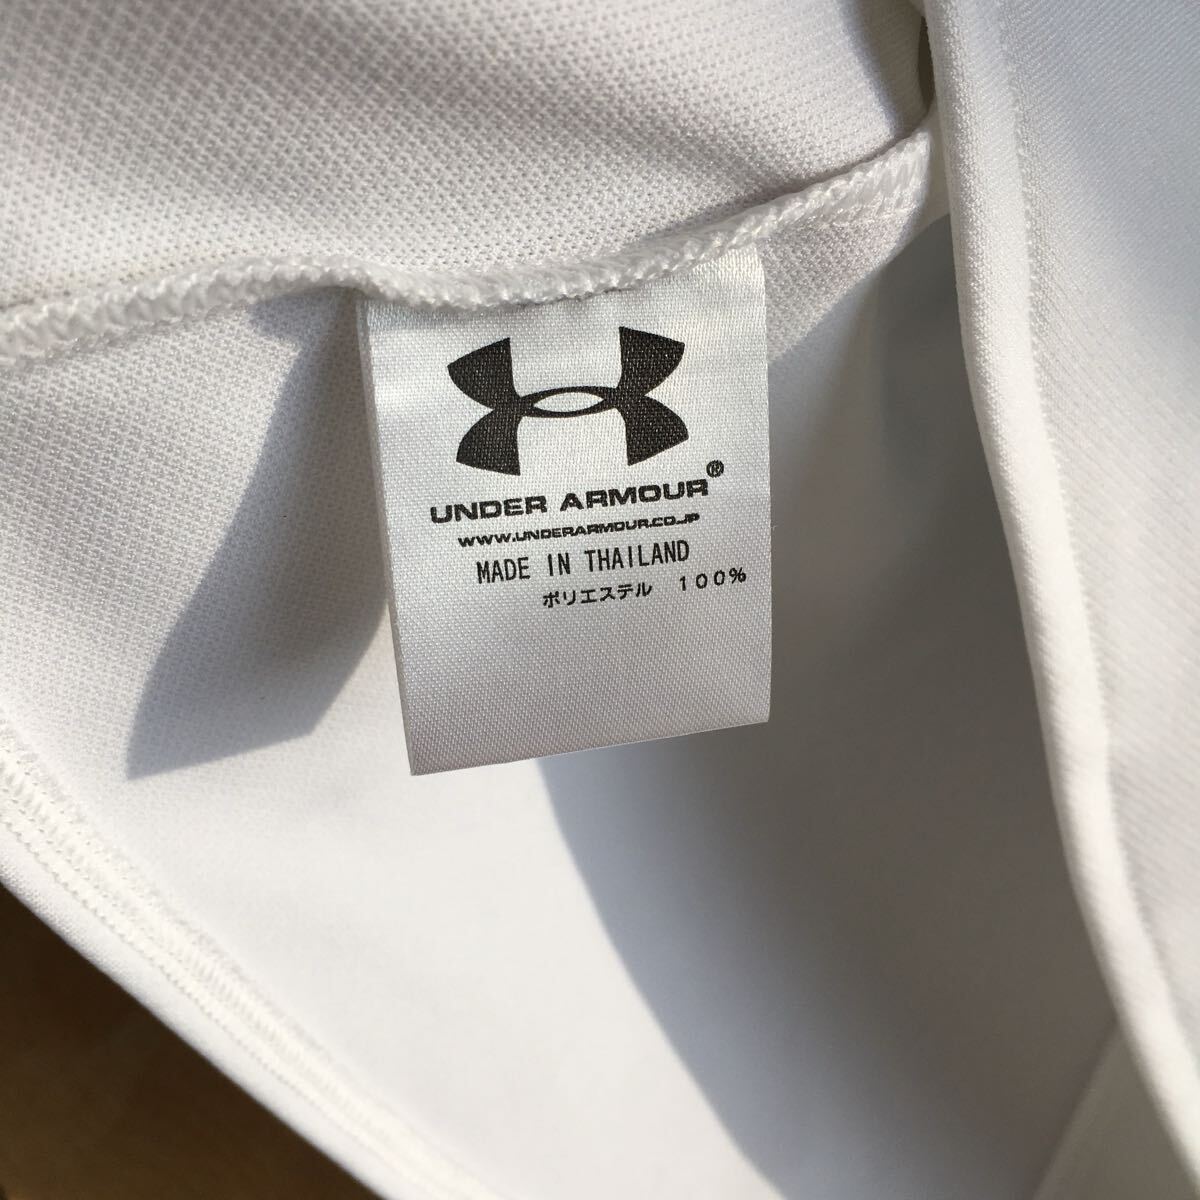 UNDER ARMOUR®
WWW.UNDERARMOUR.CO.JP
MADE IN THAILAND
ポリエステル 100%